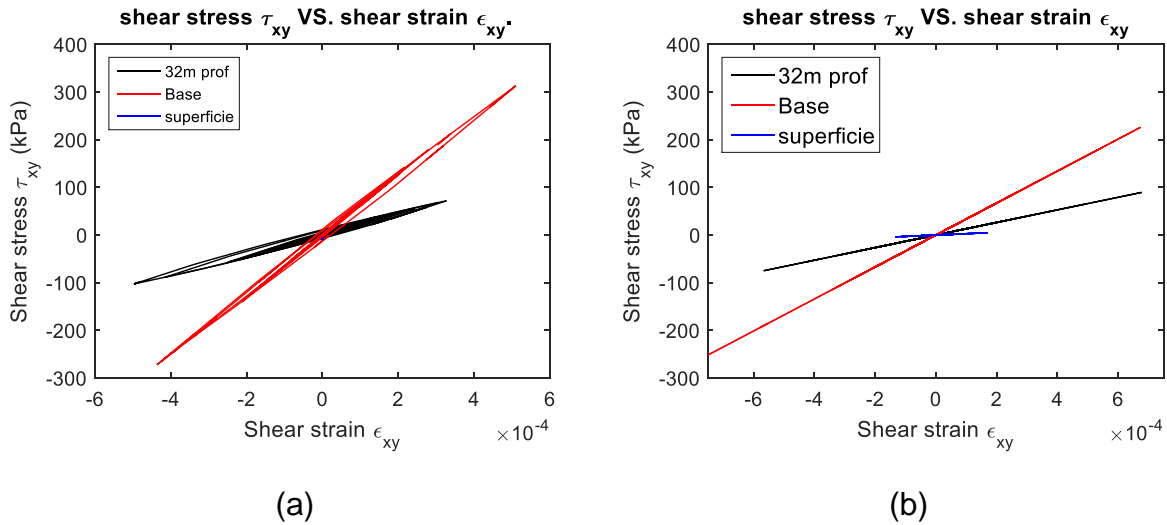 shear stress τxy VS. shear strain ϵxy.
400
300
200
100
0
-100
-200
-300
Shear stress τxy (kPa)
32m prof
Base
superficie
-6 -4 -2 0 2 4 6
Shear strain ϵxy ×10-4
(a)
shear stress τxy VS. shear strain ϵxy
400
300
200
100
0
-100
-200
-300
Shear stress τxy (kPa)
32m prof
Base
superficie
-6 -4 -2 0 2 4 6
Shear strain ϵxy ×10-4
(b)